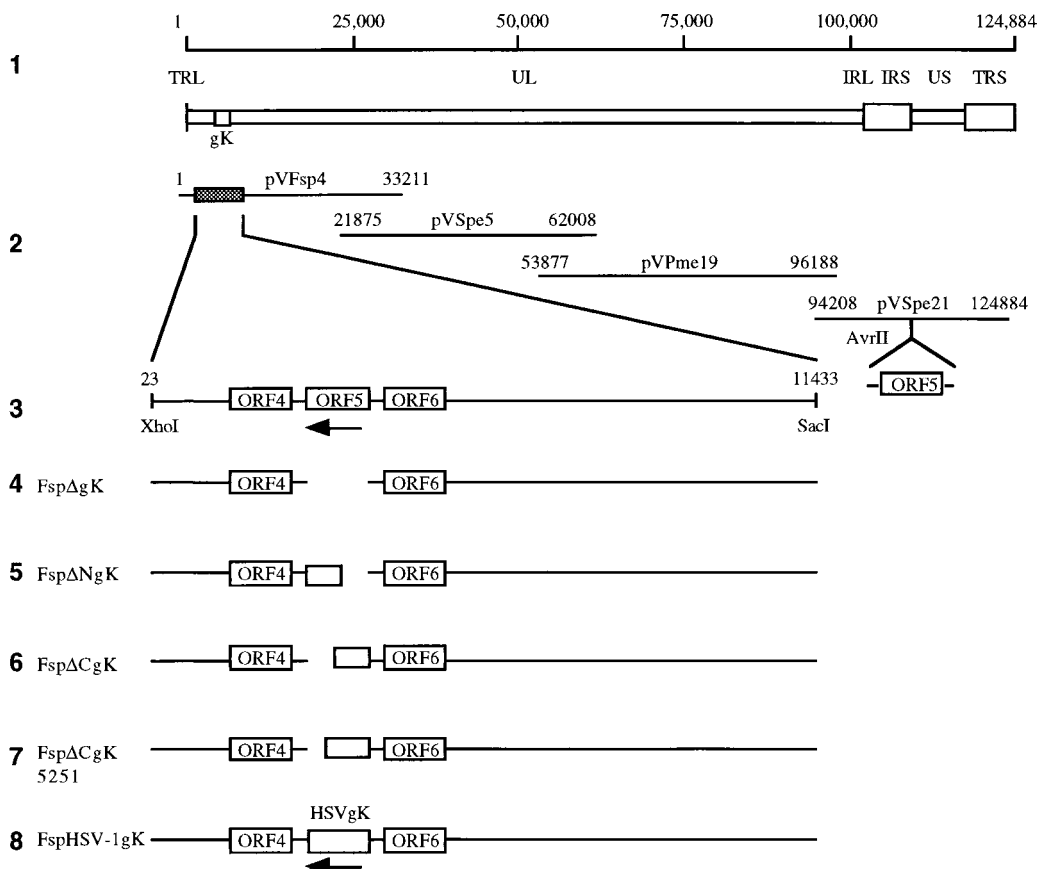 1 25,000 50,000 75,000 100,000 124,884
1
TRL UL IRL IRS US TRS
gK
1 pVFsp4 33211
2
21875 pVSpe5 62008
53877 pVPme19 96188
94208 pVSpe21 124884
AvrII
ORF5
23 11433
3
ORF4 ORF5 ORF6
XhoI SacI
4 FspΔgK ORF4 ORF6
5 FspΔNgK ORF4 ORF6
6 FspΔCgK ORF4 ORF6
7 FspΔCgK ORF4 ORF6
5251
HSVgK
8 FspHSV-1gK ORF4 ORF6